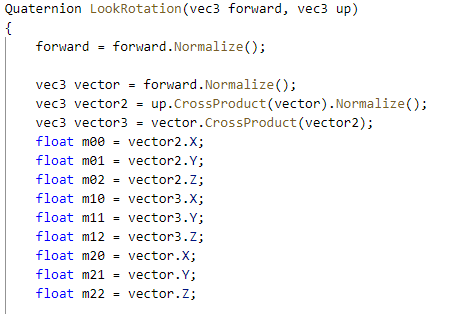 Quaternion LookRotation(vec3 forward, vec3 up)
{
forward = forward.Normalize();
vec3 vector = forward.Normalize();
vec3 vector2 = up.CrossProduct(vector).Normalize();
vec3 vector3 = vector.CrossProduct(vector2);
float m00 = vector2.X;
float m01 = vector2.Y;
float m02 = vector2.Z;
float m10 = vector3.X;
float m11 = vector3.Y;
float m12 = vector3.Z;
float m20 = vector.X;
float m21 = vector.Y;
float m22 = vector.Z;